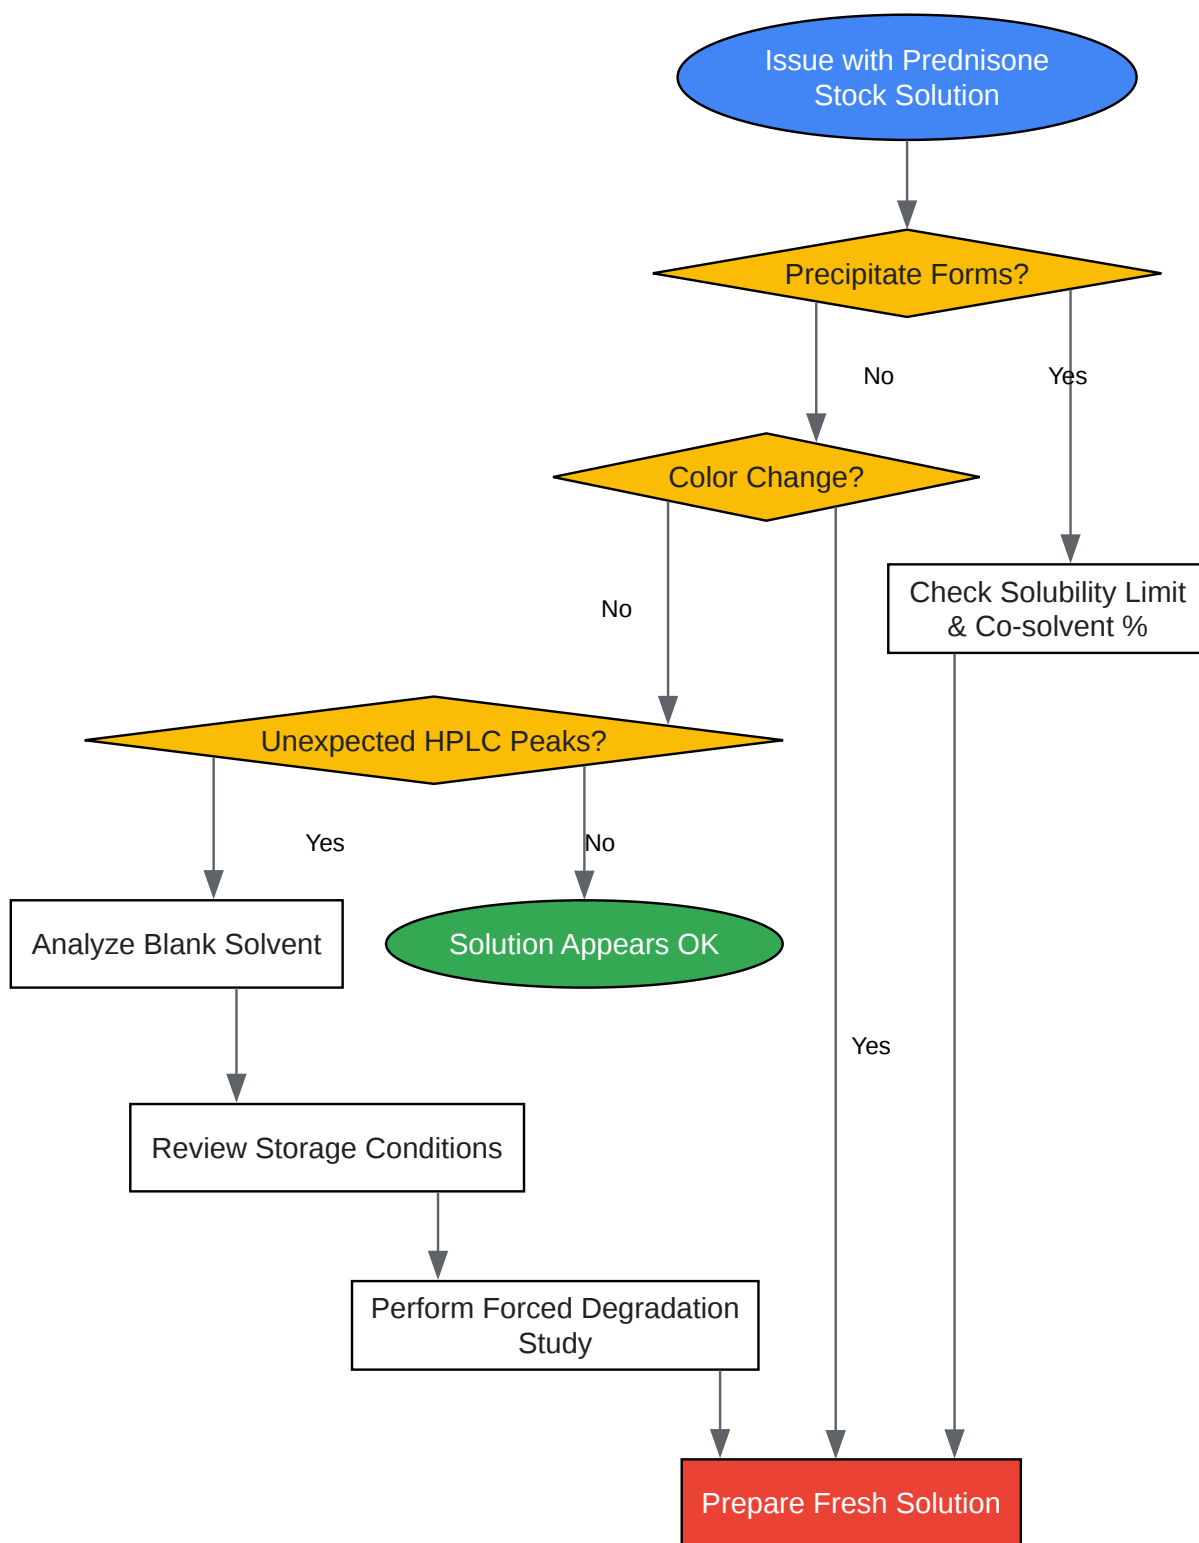 Issue with Prednisone
Stock Solution
Precipitate Forms?
No
Yes
Color Change?
Check Solubility Limit
& Co-solvent %
No
Unexpected HPLC Peaks?
Yes
No
Analyze Blank Solvent
Solution Appears OK
Yes
Review Storage Conditions
Perform Forced Degradation
Study
Prepare Fresh Solution